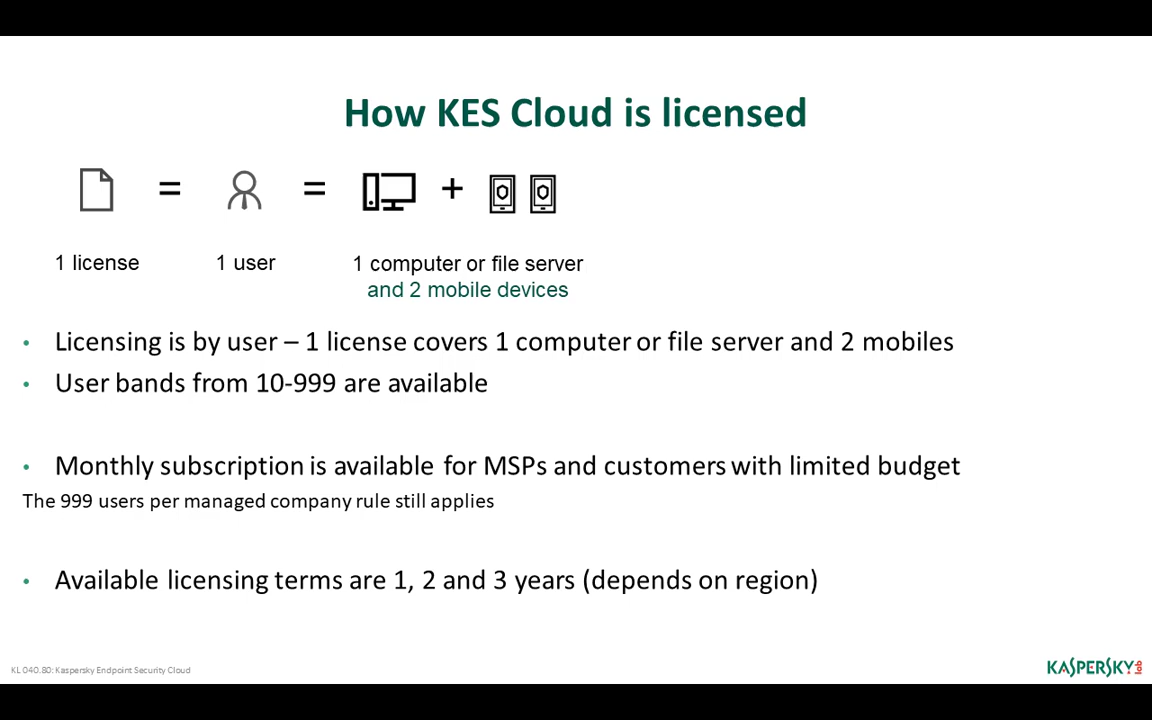 How KES Cloud is licensed
= = +
1 license 1 user 1 computer or file server
and 2 mobile devices
• Licensing is by user – 1 license covers 1 computer or file server and 2 mobiles
• User bands from 10-999 are available
• Monthly subscription is available for MSPs and customers with limited budget
The 999 users per managed company rule still applies
• Available licensing terms are 1, 2 and 3 years (depends on region)
KL 040.80: Kaspersky Endpoint Security Cloud KASPERSKY lab